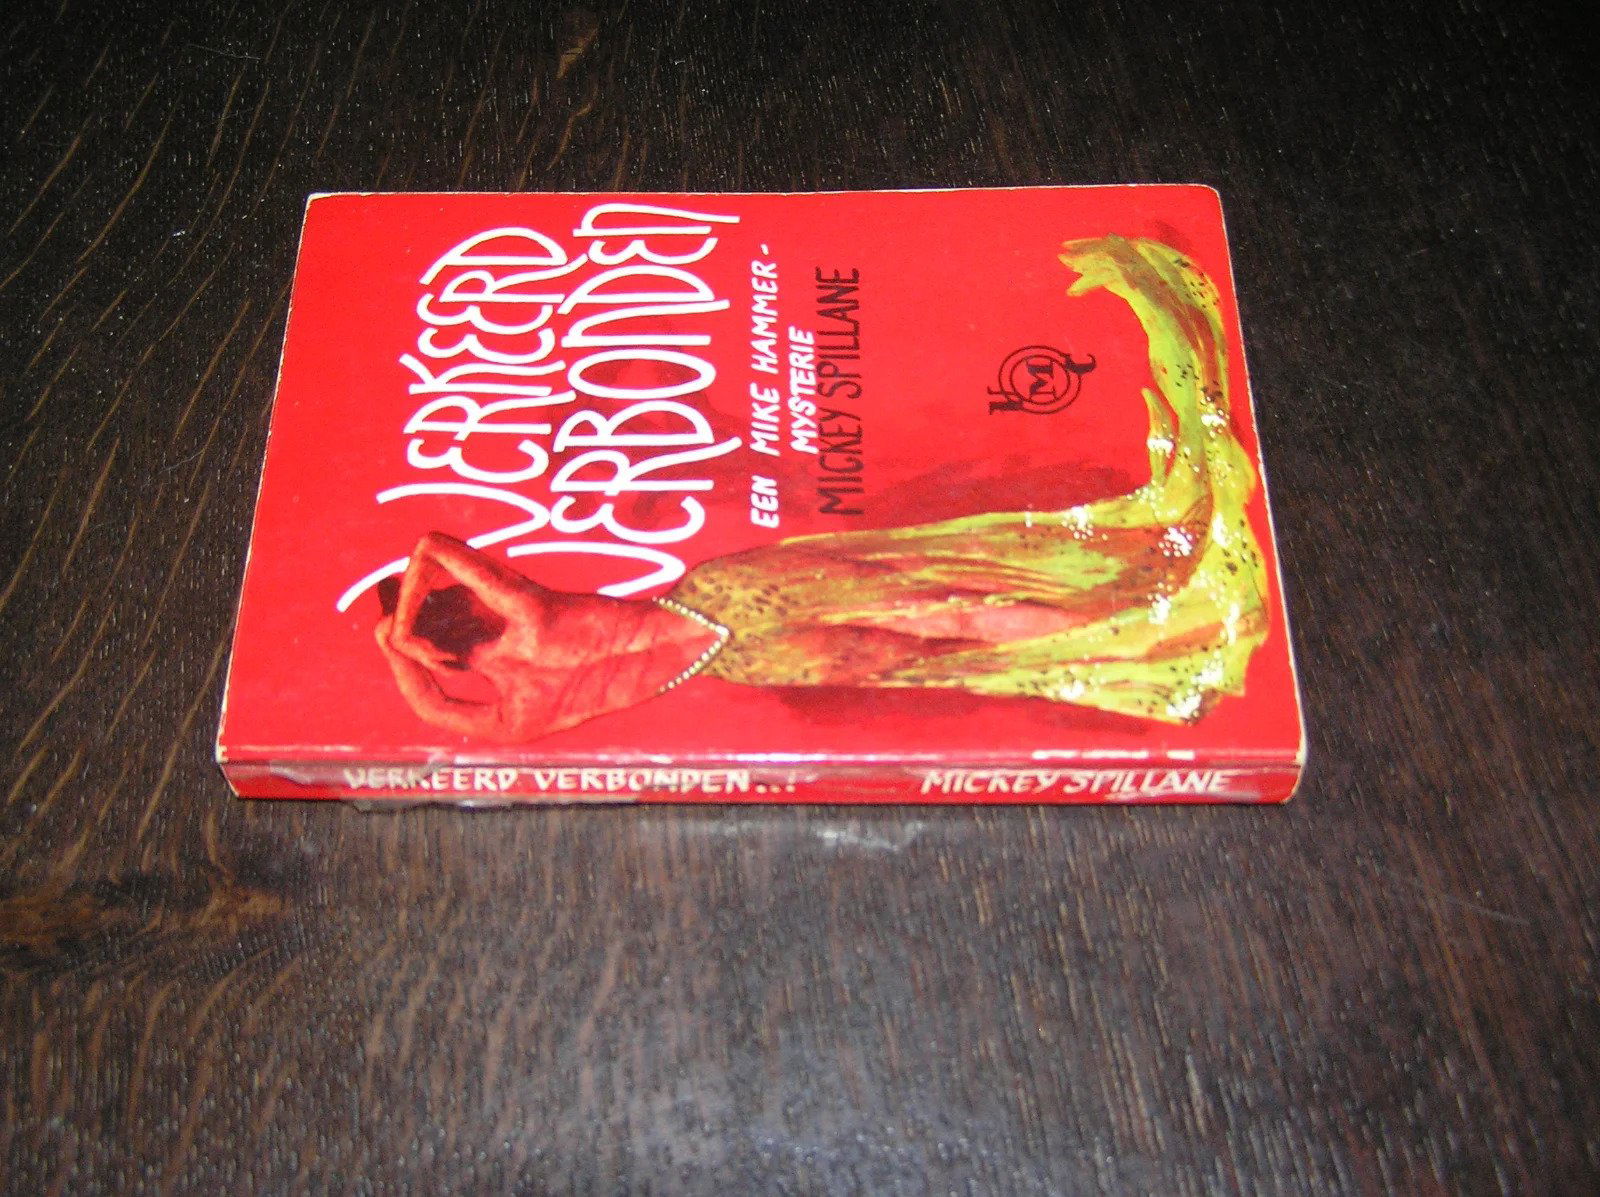 VERKEERD
VERBONDEN
EEN MIKE HAMMER-
MYSTERIE
MICKEY SPILLANE
M
VERKEERD VERBONDEN..! MICKEY SPILLANE